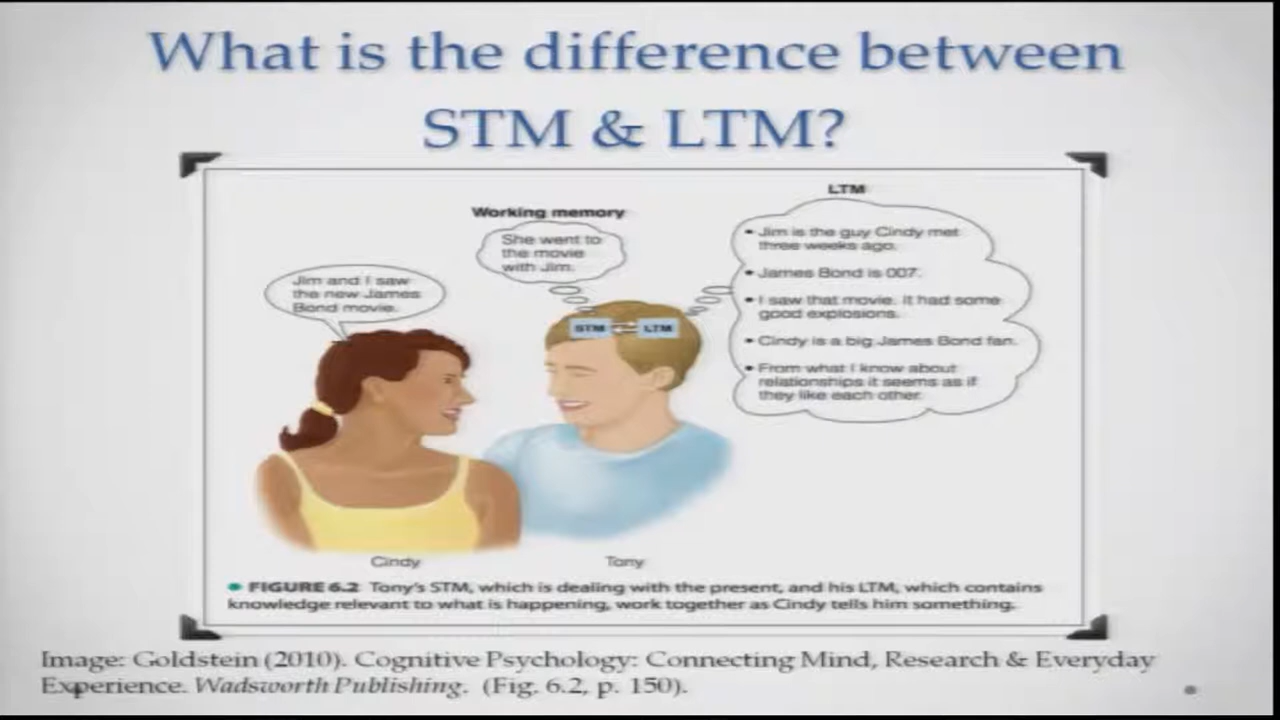 What is the difference between
STM & LTM?
LTM
Working memory
She went to
the movie
with Jim.
Jim and I saw
the new James
Bond movie.
• Jim is the guy Cindy met
three weeks ago.
• James Bond is 007.
• I saw that movie. It had some
good explosions.
• Cindy is a big James Bond fan.
• From what I know about
relationships it seems as if
they like each other.
STM
LTM
Cindy
Tony
• FIGURE 6.2 Tony's STM, which is dealing with the present, and his LTM, which contains
knowledge relevant to what is happening, work together as Cindy tells him something.
Image: Goldstein (2010). Cognitive Psychology: Connecting Mind, Research & Everyday
Experience. Wadsworth Publishing. (Fig. 6.2, p. 150).